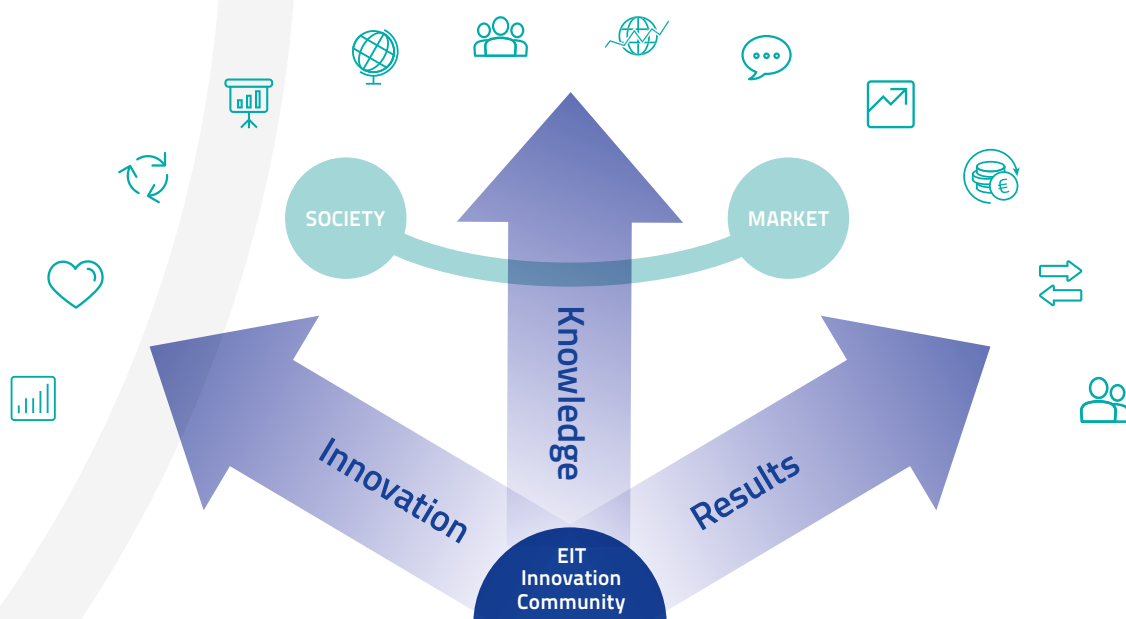 SOCIETY
MARKET
Knowledge
Innovation
Results
€
EIT
Innovation
Community